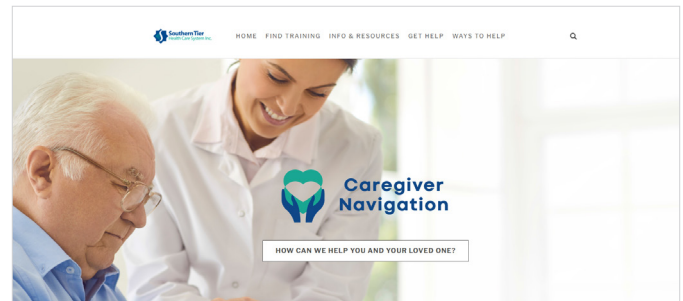 Southern Tier
Health Care System Inc.
HOME FIND TRAINING INFO & RESOURCES GET HELP WAYS TO HELP
Caregiver
Navigation
HOW CAN WE HELP YOU AND YOUR LOVED ONE?